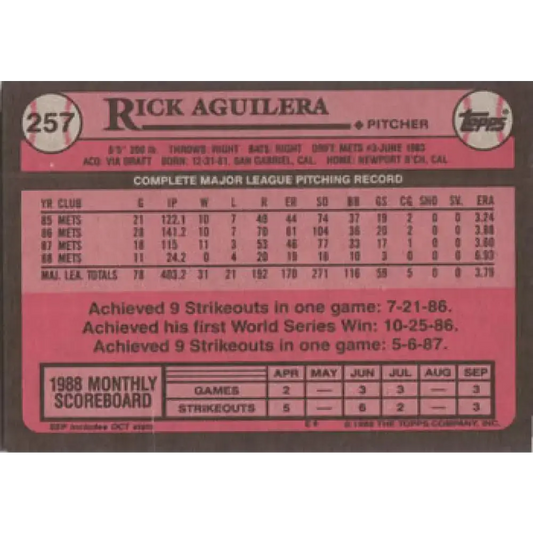 257
RICK AGUILERA
PITCHER
Topps
6'5" 200 lb. THROWS: RIGHT BATS: RIGHT DRFT: METS #3-JUNE 1983
ACQ: VIA DRAFT BORN: 12-31-61, SAN GABRIEL, CAL. HOME: NEWPORT B'CH, CAL.
COMPLETE MAJOR LEAGUE PITCHING RECORD
YR CLUB G IP W L R ER SO BB GS CG SHO SV. ERA
85 METS 21 122.1 10 7 49 44 74 37 19 2 0 0 3.24
86 METS 28 141.2 10 7 70 61 104 36 20 2 0 0 3.88
87 METS 18 115 11 3 53 46 77 33 17 1 0 0 3.60
88 METS 11 24.2 0 4 20 19 16 10 3 0 0 0 6.93
MAJ. LEA. TOTALS 78 403.2 31 21 192 170 271 116 59 5 0 0 3.79
Achieved 9 Strikeouts in one game: 7-21-86.
Achieved his first World Series Win: 10-25-86.
Achieved 9 Strikeouts in one game: 5-6-87.
1988 MONTHLY SCOREBOARD
APR MAY JUN JUL AUG SEP
GAMES 2 — 3 3 — 3
STRIKEOUTS 5 — 6 2 — 3
SEP includes OCT stats
E* © 1989 THE TOPPS COMPANY, INC.